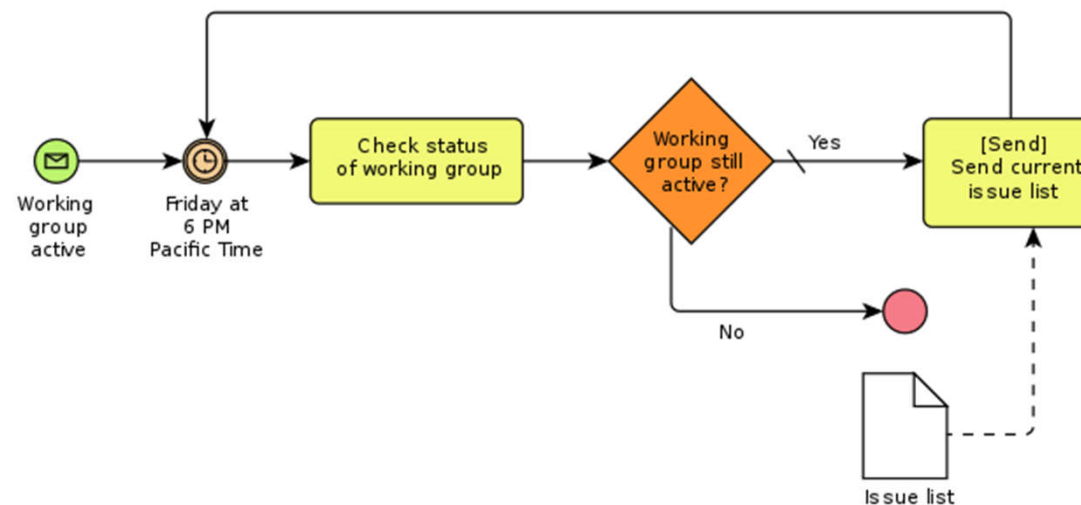 Working
group
active
Friday at
6 PM
Pacific Time
Check status
of working group
Working
group still
active?
Yes
No
[Send]
Send current
issue list
Issue list